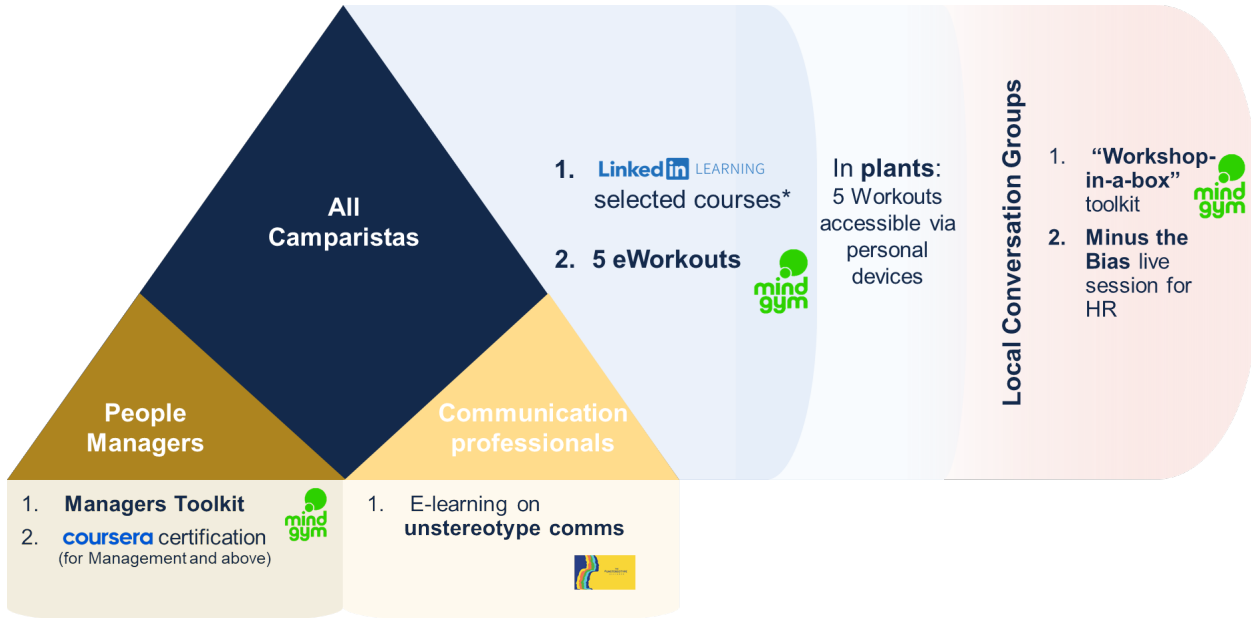 All
Camparistas
People
Managers
Communication
professionals
1. Linked in LEARNING
selected courses*
2. 5 eWorkouts
mind
gym
In plants:
5 Workouts
accessible via
personal
devices
Local Conversation Groups
1. “Workshop-
in-a-box”
toolkit
mind
gym
2. Minus the
Bias live
session for
HR
1. Managers Toolkit
2. coursera certification
(for Management and above)
mind
gym
1. E-learning on
unstereotype comms